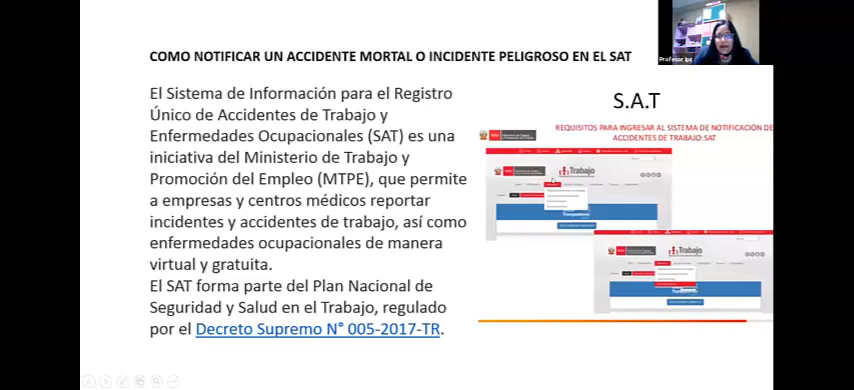 COMO NOTIFICAR UN ACCIDENTE MORTAL O INCIDENTE PELIGROSO EN EL SAT
Profesor ipc
El Sistema de Información para el Registro
Único de Accidentes de Trabajo y
Enfermedades Ocupacionales (SAT) es una
iniciativa del Ministerio de Trabajo y
Promoción del Empleo (MTPE), que permite
a empresas y centros médicos reportar
incidentes y accidentes de trabajo, así como
enfermedades ocupacionales de manera
virtual y gratuita.
El SAT forma parte del Plan Nacional de
Seguridad y Salud en el Trabajo, regulado
por el Decreto Supremo N° 005-2017-TR.
S.A.T
REQUISITOS PARA INGRESAR AL SISTEMA DE NOTIFICACIÓN DE
ACCIDENTES DE TRABAJO:SAT
Trabajo
Transparencia
Trabajo